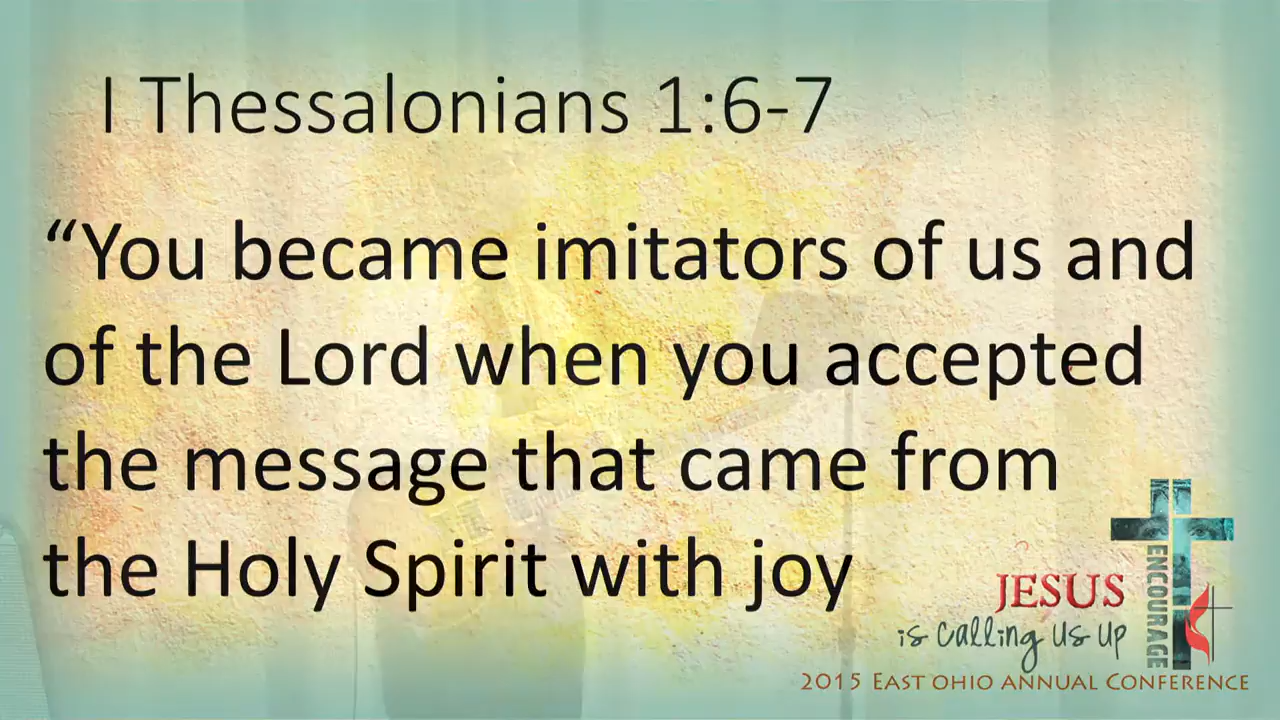 I Thessalonians 1:6-7
“You became imitators of us and
of the Lord when you accepted
the message that came from
the Holy Spirit with joy
JESUS
is calling us up
ENCOURAGE
2015 EAST OHIO ANNUAL CONFERENCE